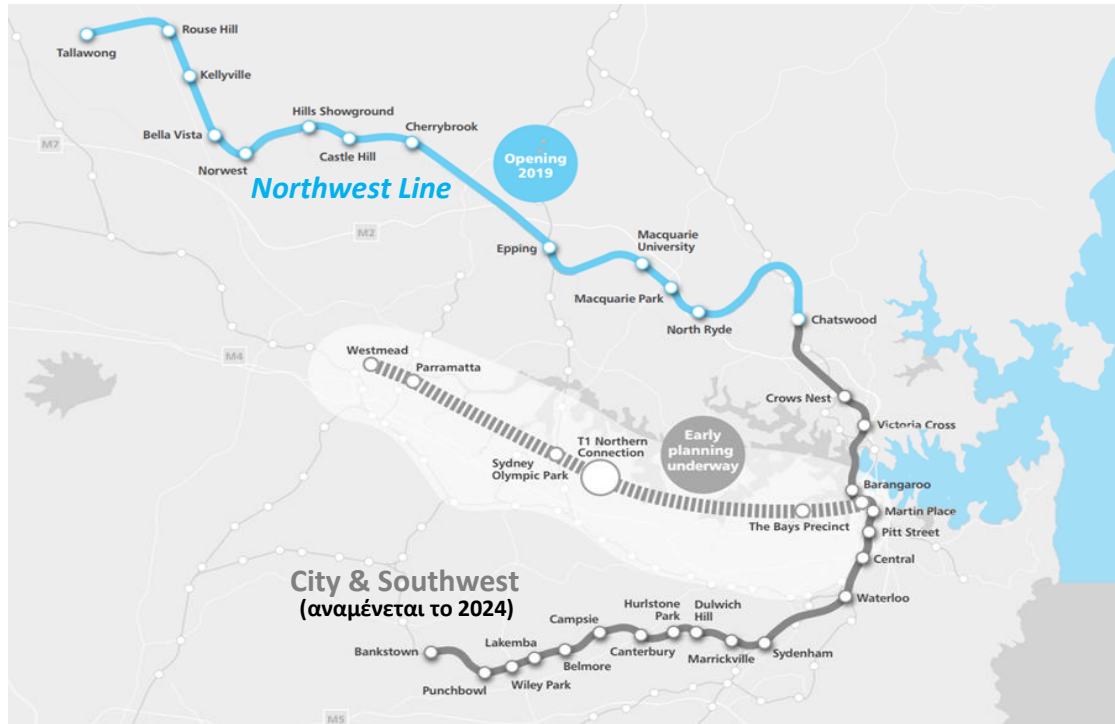 Tallawong
Rouse Hill
Kellyville
Bella Vista
Norwest
Hills Showground
Castle Hill
Cherrybrook
M7
Opening
2019
Northwest Line
M2
Epping
Macquarie
University
Macquarie Park
North Ryde
Chatswood
M4
Westmead
Parramatta
Crows Nest
Victoria Cross
Early
planning
underway
T1 Northern
Connection
Sydney
Olympic Park
Barangaroo
Martin Place
The Bays Precinct
Pitt Street
Central
City & Southwest
(αναμένεται το 2024)
Waterloo
Bankstown
Punchbowl
Lakemba
Wiley Park
Belmore
Campsie
Canterbury
Hurlstone
Park
Dulwich
Hill
Marrickville
Sydenham
M5